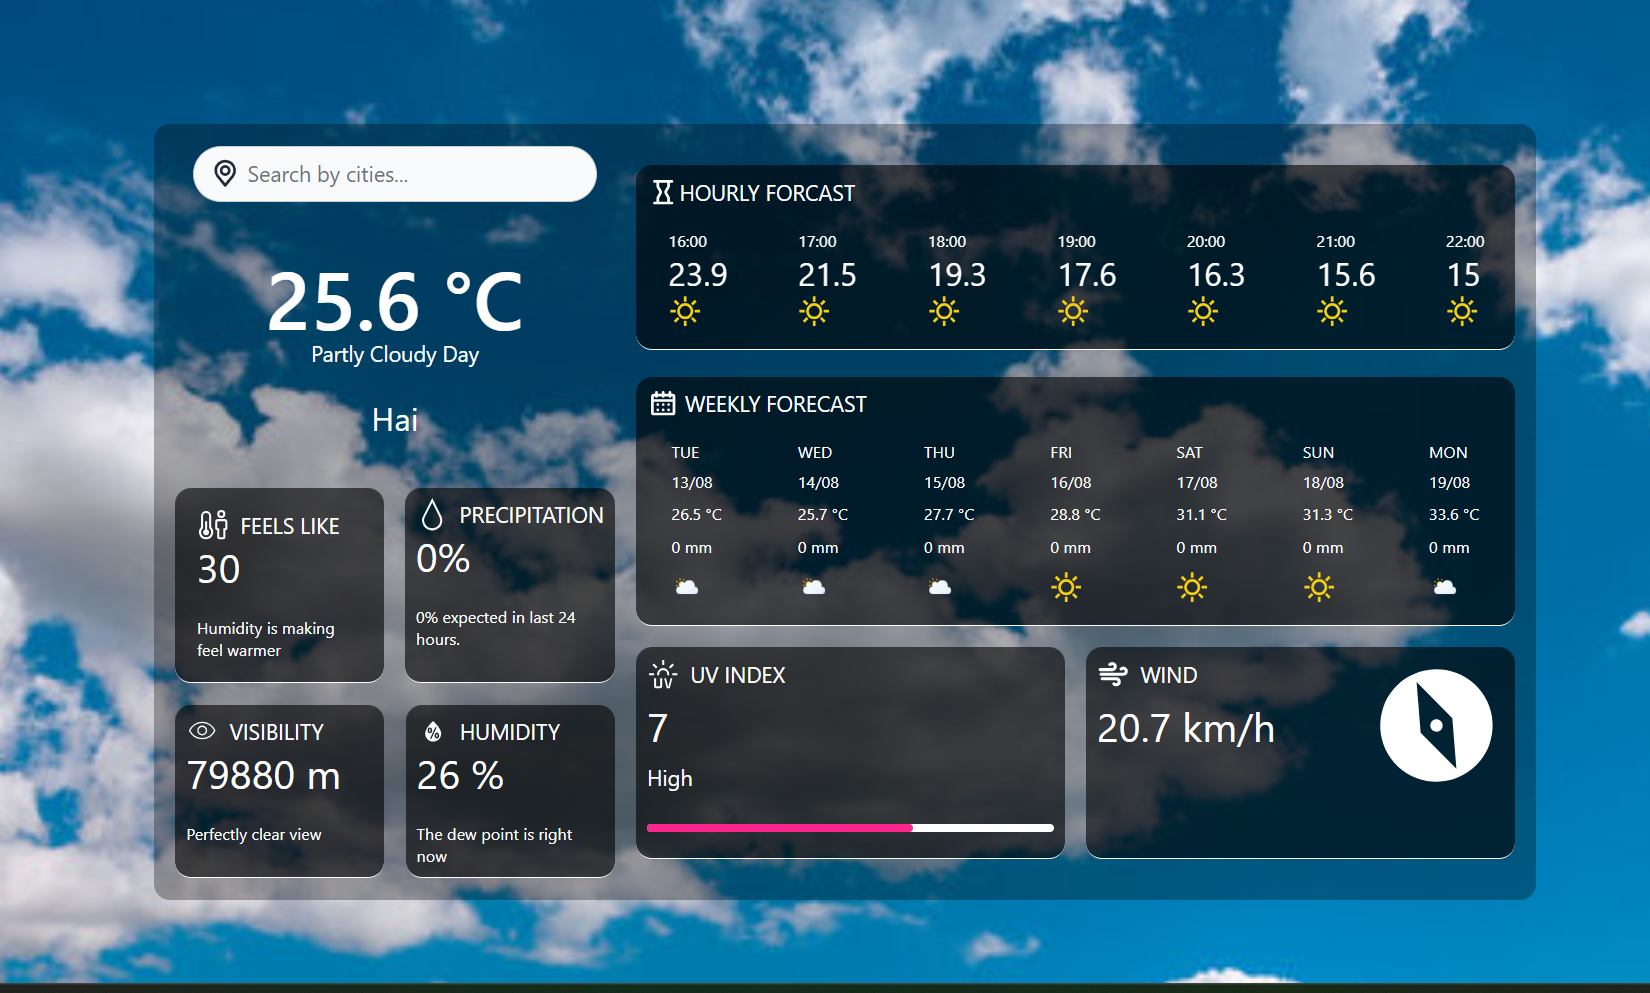 Search by cities...
25.6 °C
Partly Cloudy Day
Hai
FEELS LIKE
30
Humidity is making
feel warmer
PRECIPITATION
0%
0% expected in last 24
hours.
VISIBILITY
79880 m
Perfectly clear view
HUMIDITY
26 %
The dew point is right
now
HOURLY FORCAST
16:00 17:00 18:00 19:00 20:00 21:00 22:00
23.9 21.5 19.3 17.6 16.3 15.6 15
WEEKLY FORECAST
TUE WED THU FRI SAT SUN MON
13/08 14/08 15/08 16/08 17/08 18/08 19/08
26.5 °C 25.7 °C 27.7 °C 28.8 °C 31.1 °C 31.3 °C 33.6 °C
0 mm 0 mm 0 mm 0 mm 0 mm 0 mm 0 mm
UV UV INDEX
7
High
WIND
20.7 km/h